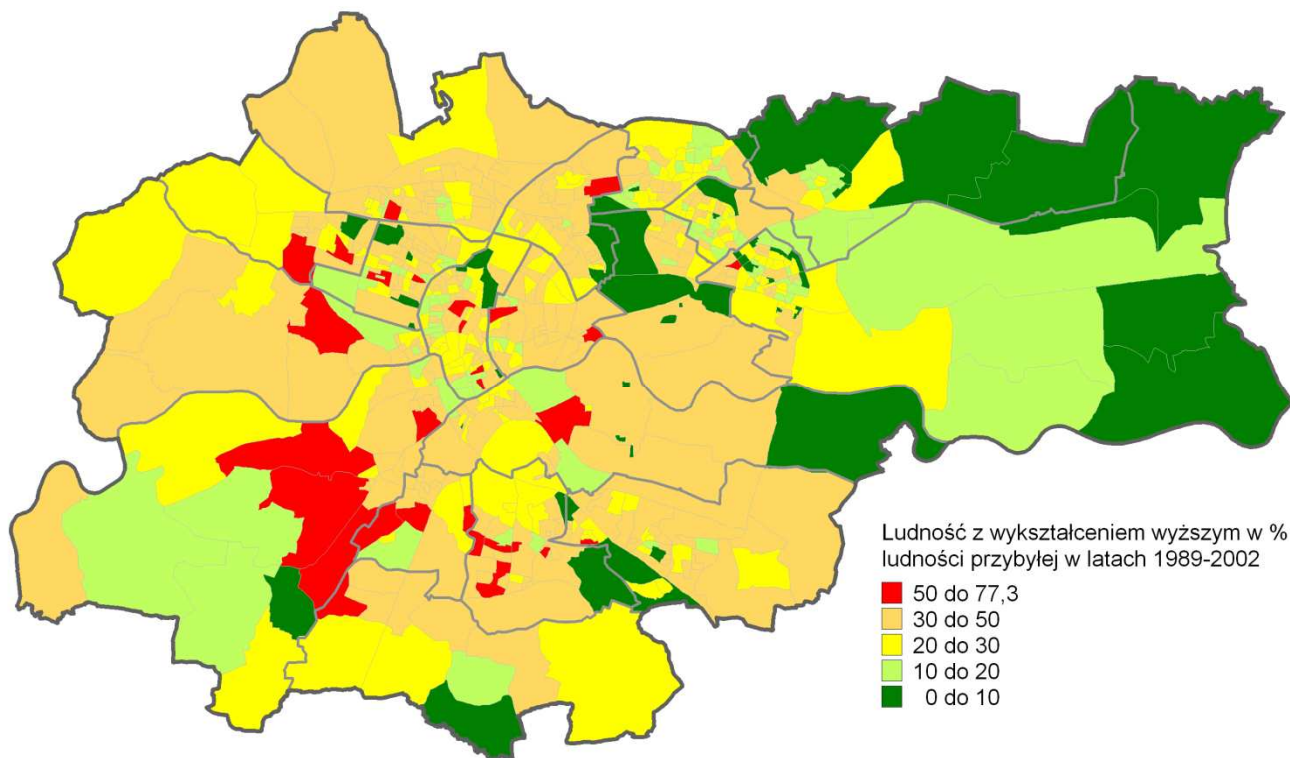 Ludność z wykształceniem wyższym w %
ludności przybyłej w latach 1989-2002
50 do 77,3
30 do 50
20 do 30
10 do 20
0 do 10